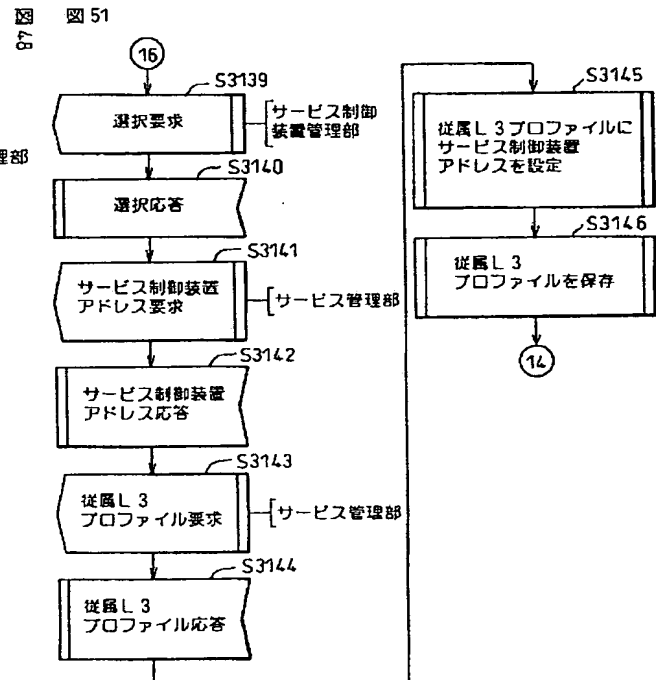 図48
図 51
理部
16
S3139
選択要求
サービス制御
装置管理部
S3140
選択応答
S3141
サービス制御装置
アドレス要求
サービス管理部
S3142
サービス制御装置
アドレス応答
S3143
従属L3
プロファイル要求
サービス管理部
S3144
従属L3
プロファイル応答
S3145
従属L3プロファイルに
サービス制御装置
アドレスを設定
S3146
従属L3
プロファイルを保存
14